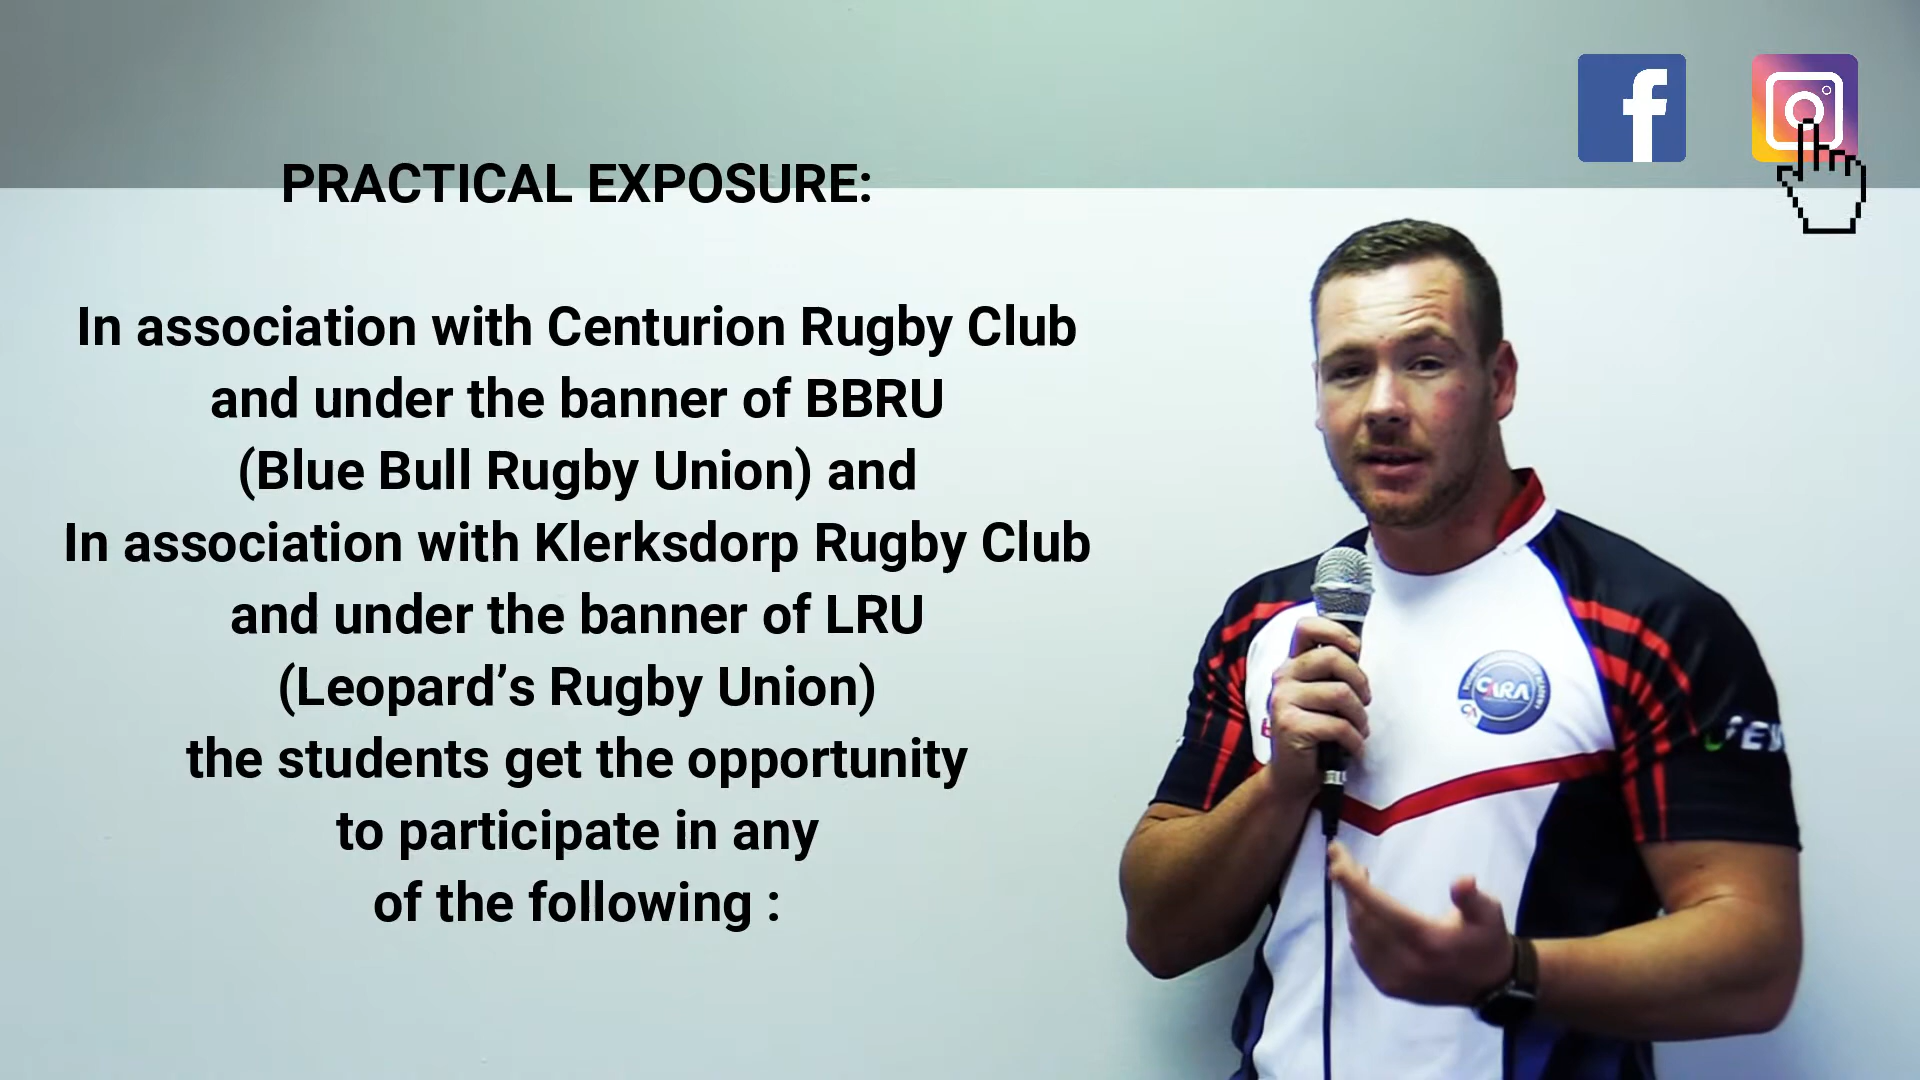 PRACTICAL EXPOSURE:
In association with Centurion Rugby Club
and under the banner of BBRU
(Blue Bull Rugby Union) and
In association with Klerksdorp Rugby Club
and under the banner of LRU
(Leopard’s Rugby Union)
the students get the opportunity
to participate in any
of the following :
CARA